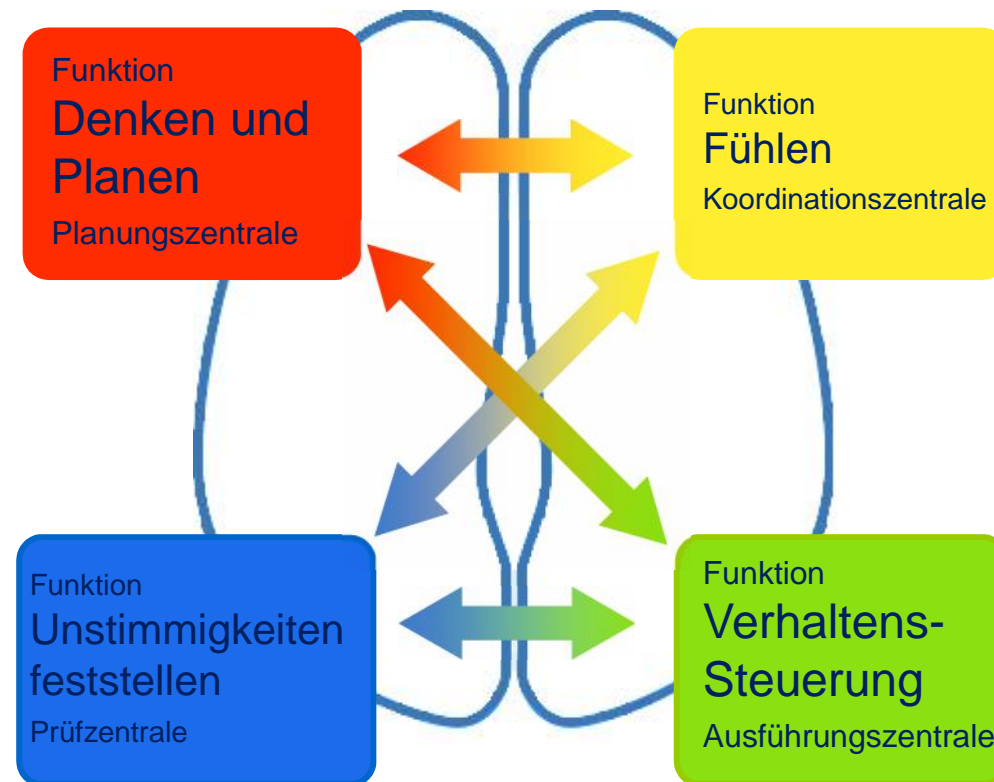 Funktion
Denken und
Planen
Planungszentrale
Funktion
Fühlen
Koordinationszentrale
Funktion
Unstimmigkeiten
feststellen
Prüfzentrale
Funktion
Verhaltens-
Steuerung
Ausführungszentrale